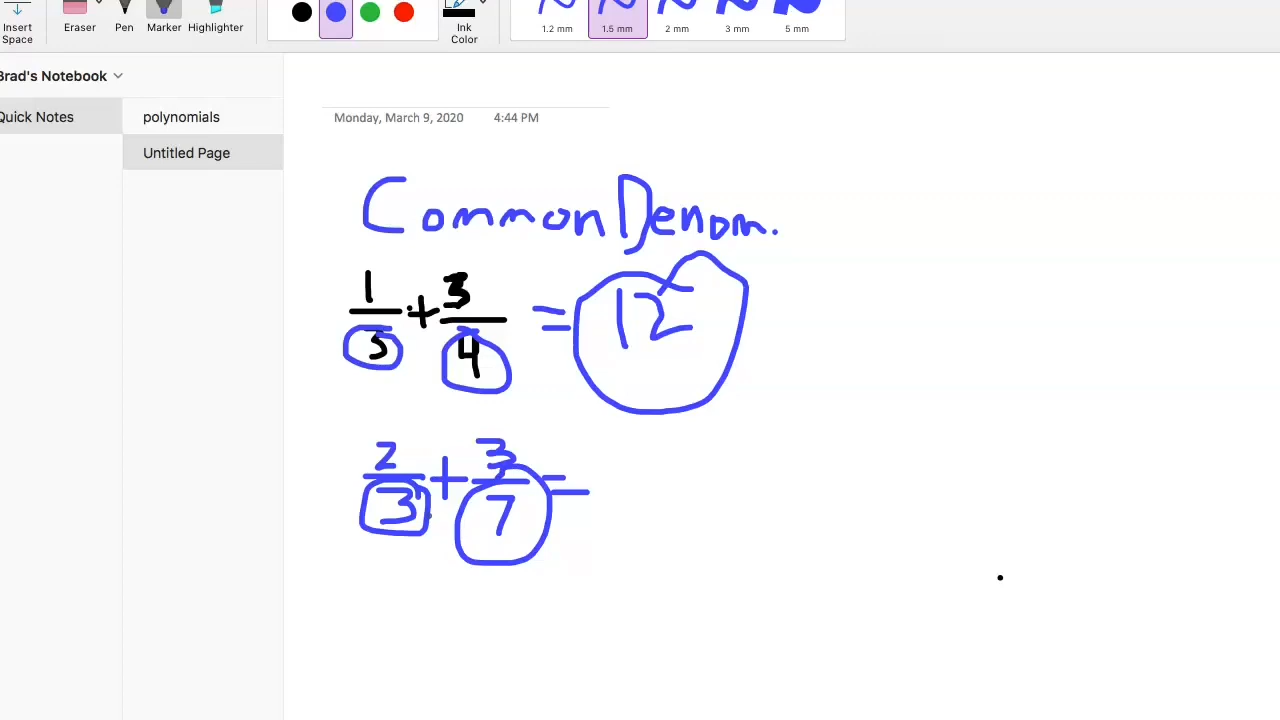 Insert Space Eraser Pen Marker Highlighter Ink Color 1.2 mm 1.5 mm 2 mm 3 mm 5 mm
Brad's Notebook
Quick Notes
polynomials
Untitled Page
Monday, March 9, 2020 4:44 PM
Common Denom.
1/3 + 3/4 = 12
2/3 + 3/7 =